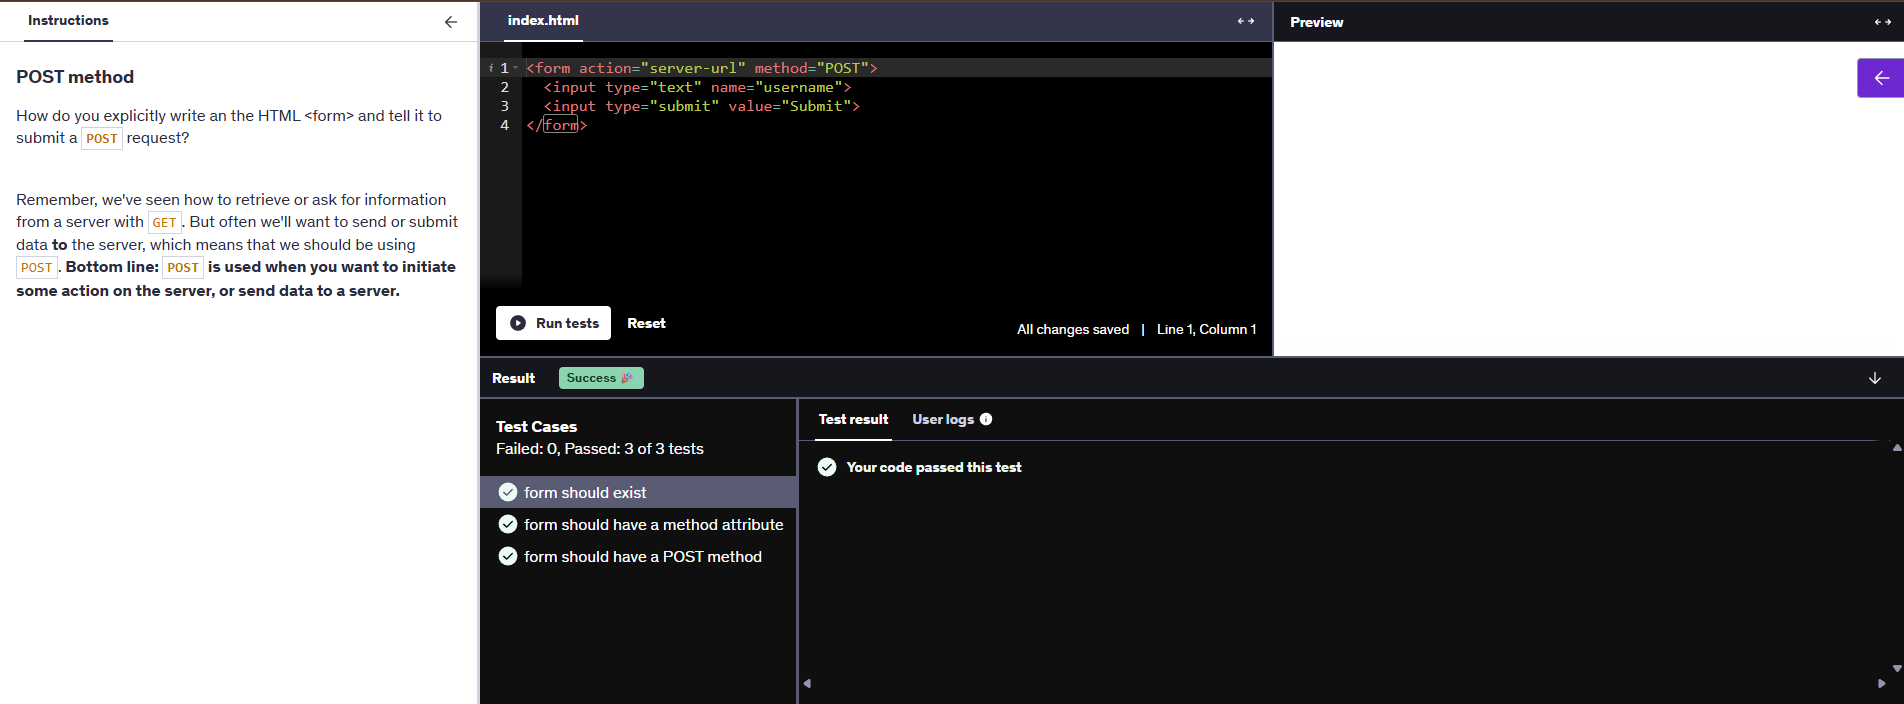 Instructions
POST method
How do you explicitly write an the HTML <form> and tell it to
submit a POST request?
Remember, we've seen how to retrieve or ask for information
from a server with GET. But often we'll want to send or submit
data to the server, which means that we should be using
POST. Bottom line: POST is used when you want to initiate
some action on the server, or send data to a server.
index.html
i 1 <form action="server-url" method="POST">
2 <input type="text" name="username">
3 <input type="submit" value="Submit">
4 </form>
Run tests Reset
All changes saved | Line 1, Column 1
Preview
Result Success 🎉
Test Cases
Failed: 0, Passed: 3 of 3 tests
form should exist
form should have a method attribute
form should have a POST method
Test result User logs i
Your code passed this test